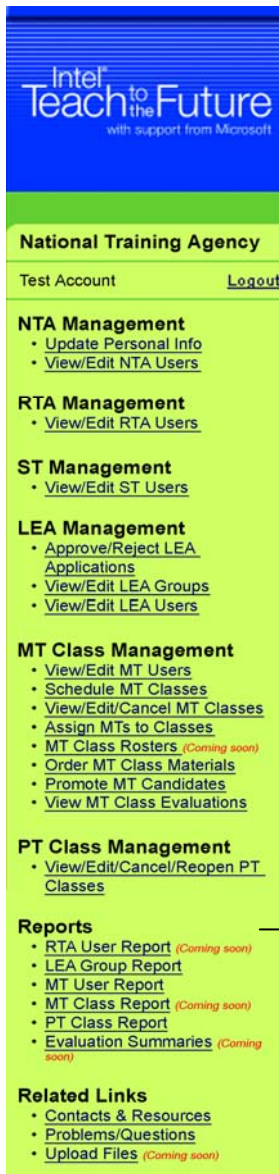 Intel®
Teach to the Future
with support from Microsoft
National Training Agency
Test Account Logout
NTA Management
• Update Personal Info
• View/Edit NTA Users
RTA Management
• View/Edit RTA Users
ST Management
• View/Edit ST Users
LEA Management
• Approve/Reject LEA
Applications
• View/Edit LEA Groups
• View/Edit LEA Users
MT Class Management
• View/Edit MT Users
• Schedule MT Classes
• View/Edit/Cancel MT Classes
• Assign MTs to Classes
• MT Class Rosters (Coming soon)
• Order MT Class Materials
• Promote MT Candidates
• View MT Class Evaluations
PT Class Management
• View/Edit/Cancel/Reopen PT
Classes
Reports
• RTA User Report (Coming soon)
• LEA Group Report
• MT User Report
• MT Class Report (Coming soon)
• PT Class Report
• Evaluation Summaries (Coming
soon)
Related Links
• Contacts & Resources
• Problems/Questions
• Upload Files (Coming soon)